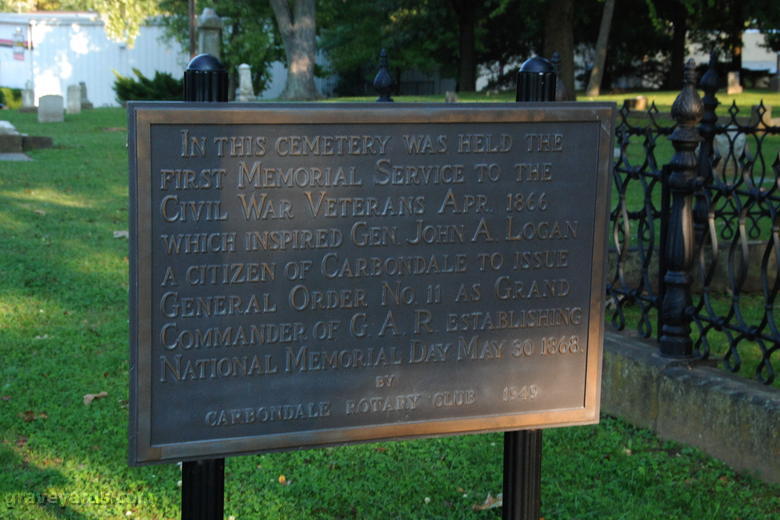 In this cemetery was held the
first Memorial Service to the
Civil War Veterans Apr. 1866
which inspired Gen. John A. Logan
a citizen of Carbondale to issue
General Order No. 11 as Grand
Commander of G. A. R. establishing
National Memorial Day May 30 1868.
by
Carbondale Rotary Club 1949
graveyards.com